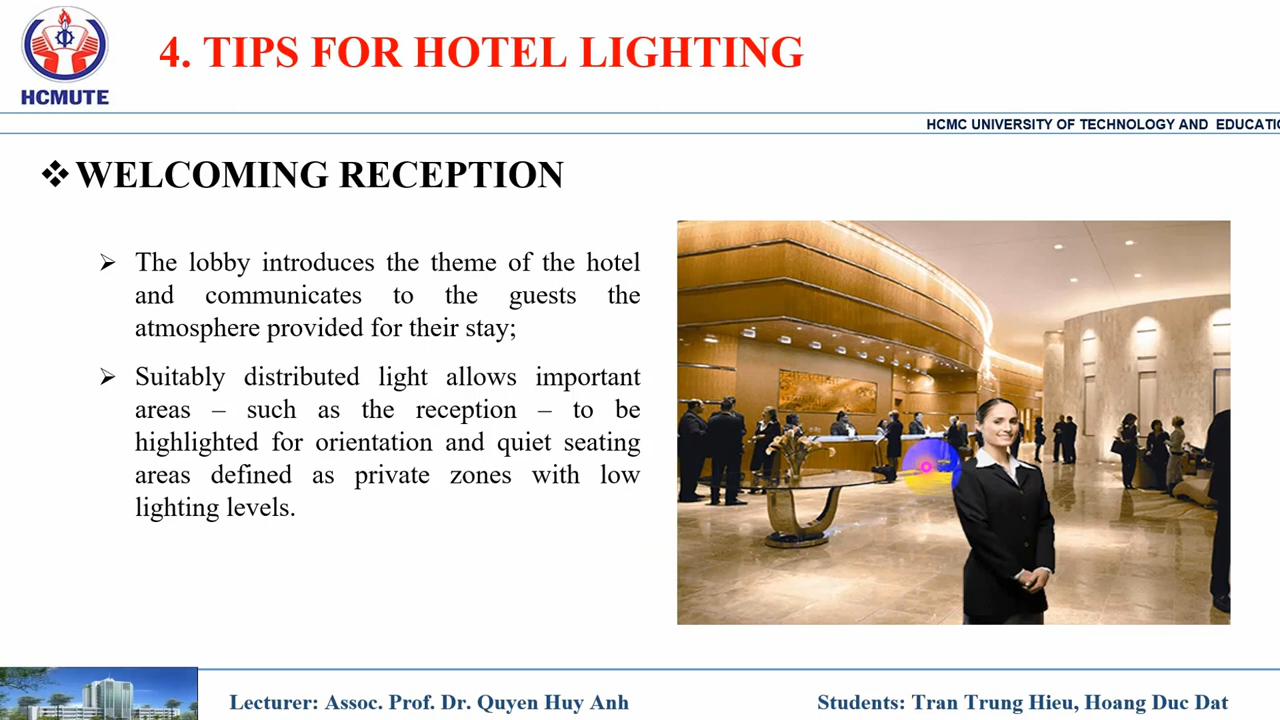 HCMUTE
4. TIPS FOR HOTEL LIGHTING
HCMC UNIVERSITY OF TECHNOLOGY AND EDUCATIO
❖ WELCOMING RECEPTION
➢ The lobby introduces the theme of the hotel
and communicates to the guests the
atmosphere provided for their stay;
➢ Suitably distributed light allows important
areas – such as the reception – to be
highlighted for orientation and quiet seating
areas defined as private zones with low
lighting levels.
Lecturer: Assoc. Prof. Dr. Quyen Huy Anh
Students: Tran Trung Hieu, Hoang Duc Dat